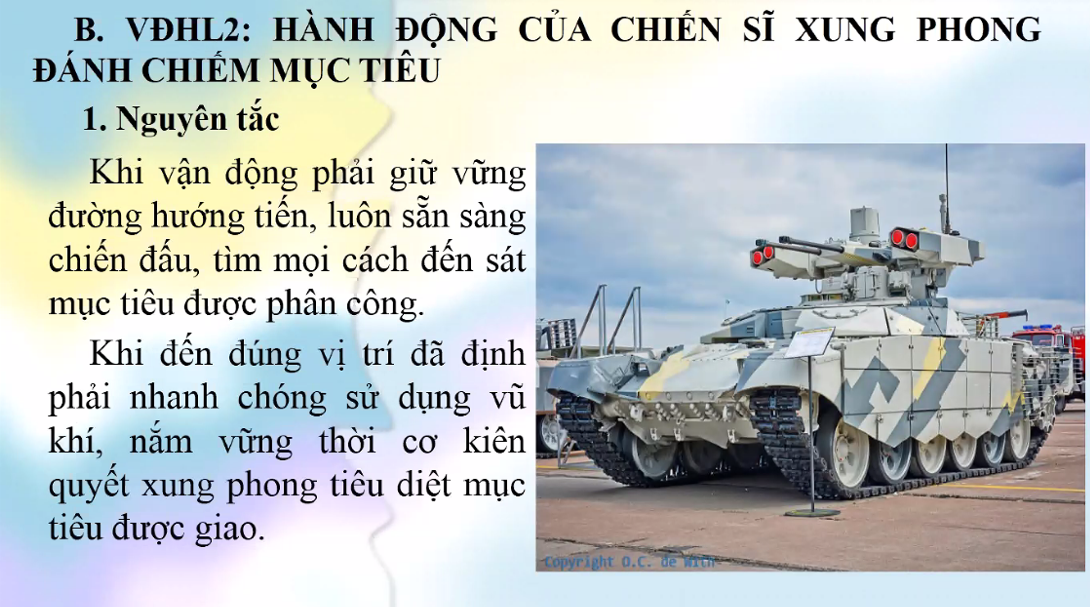 B. VĐHL2: HÀNH ĐỘNG CỦA CHIẾN SĨ XUNG PHONG
ĐÁNH CHIẾM MỤC TIÊU
1. Nguyên tắc
Khi vận động phải giữ vững
đường hướng tiến, luôn sẵn sàng
chiến đấu, tìm mọi cách đến sát
mục tiêu được phân công.
Khi đến đúng vị trí đã định
phải nhanh chóng sử dụng vũ
khí, nắm vững thời cơ kiên
quyết xung phong tiêu diệt mục
tiêu được giao.
Copyright O.C. de With